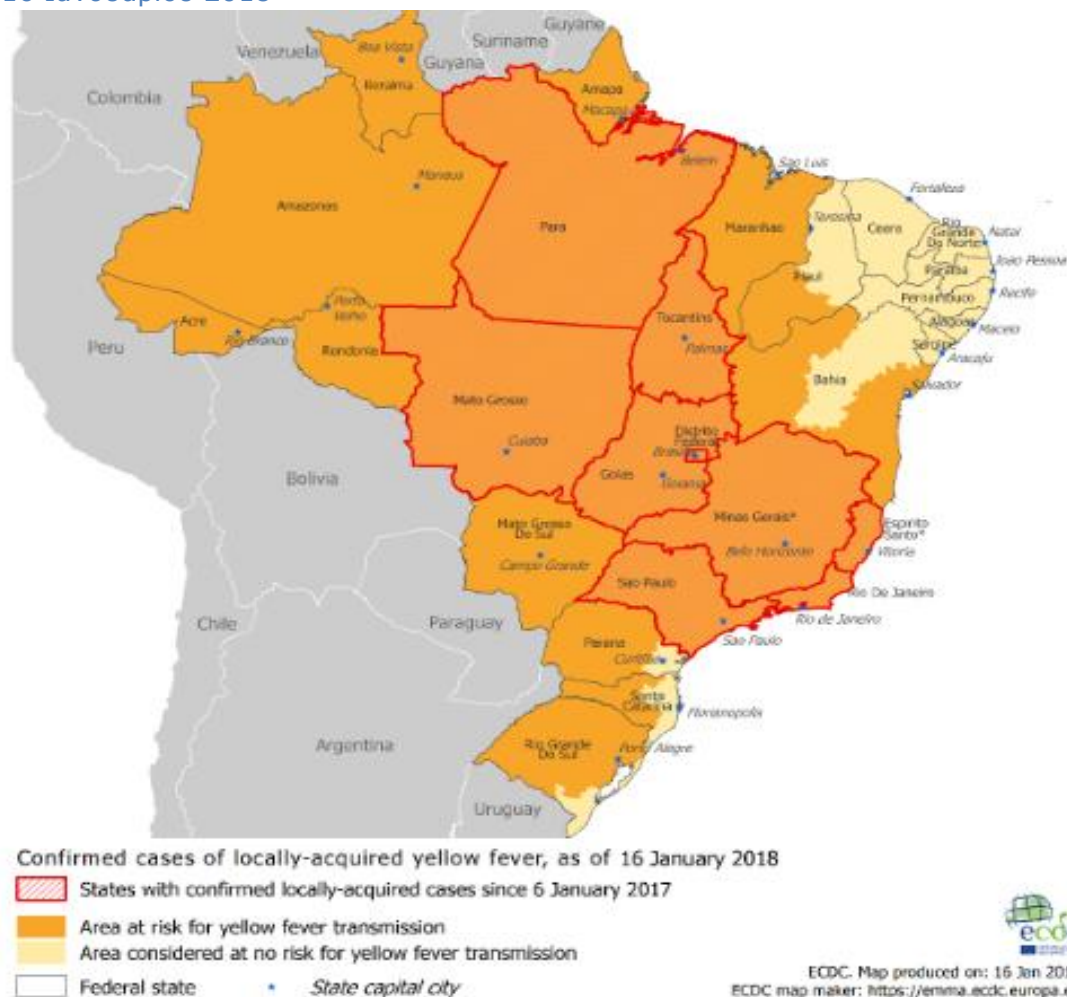 Guyane
Suriname
Venezuela
Boa Vista
Guyana
Roraima
Amapa
Colombia
Macapa
Belem
Sao Luis
Manaus
Fortaleza
Amazonas
Teresina
Ceara
Rio
Grande
Do Norte
Natal
Para
Maranhao
Joao Pessoa
Paraiba
Piaui
Recife
Pernambuco
Porto
Velho
Acre
Tocantins
Alagoas
Maceio
Peru
Rio Branco
Palmas
Sergipe
Rondonia
Aracaju
Bahia
Salvador
Mato Grosso
Distrito
Federal
Cuiaba
Brasilia
Goias
Goiania
Bolivia
Minas Gerais*
Mato Grosso
Do Sul
Espirito
Santo*
Belo Horizonte
Vitoria
Campo Grande
Sao Paulo
Rio De Janeiro
Rio de Janeiro
Chile
Paraguay
Sao Paulo
Parana
Curitiba
Santa
Catarina
Florianopolis
Argentina
Rio Grande
Do Sul
Porto Alegre
Uruguay
Confirmed cases of locally-acquired yellow fever, as of 16 January 2018
States with confirmed locally-acquired cases since 6 January 2017
Area at risk for yellow fever transmission
Area considered at no risk for yellow fever transmission
Federal state
State capital city
ECDC. Map produced on: 16 Jan
ECDC map maker: https://emma.ecdc.europa.e